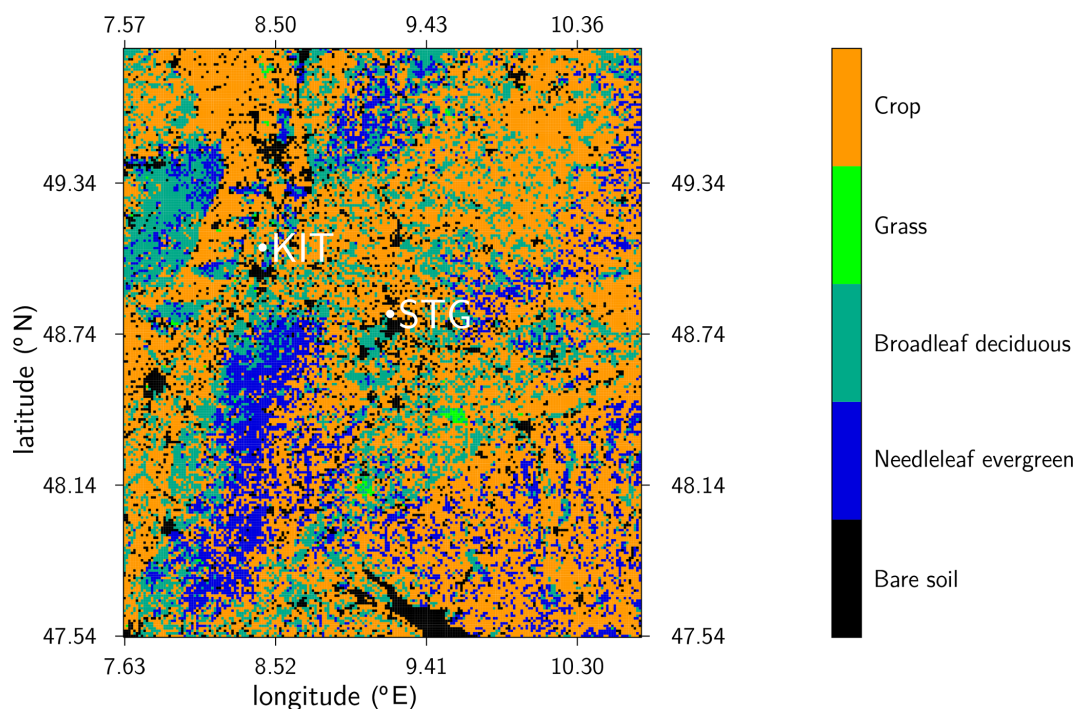 7.57 8.50 9.43 10.36
Crop
49.34 49.34
Grass
KIT
STG
48.74 48.74
Broadleaf deciduous
latitude (º N)
Needleleaf evergreen
48.14 48.14
Bare soil
47.54 47.54
7.63 8.52 9.41 10.30
longitude (ºE)